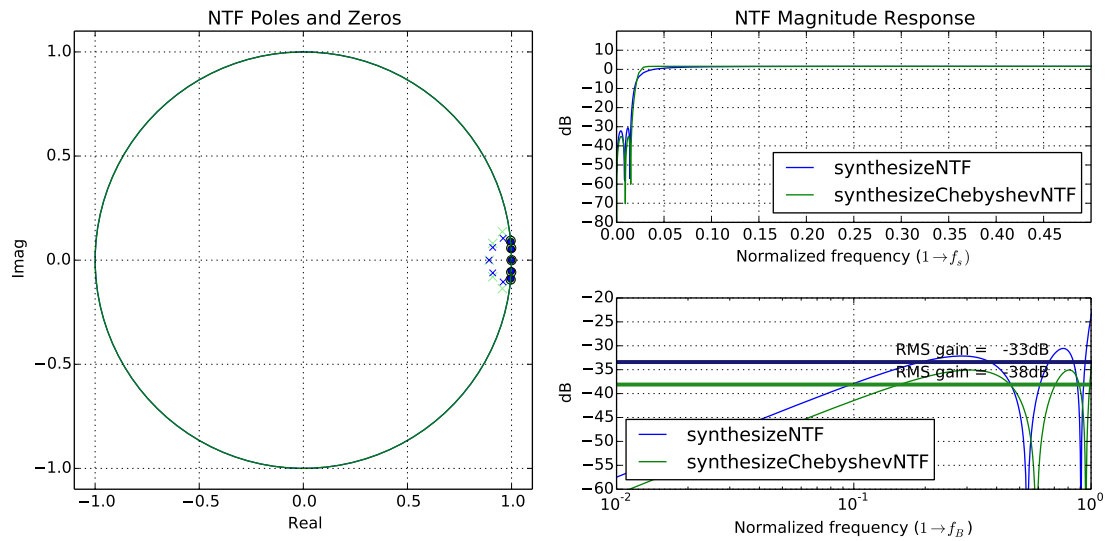 NTF Poles and Zeros
1.0
0.5
0.0
−0.5
−1.0
Imag
−1.0 −0.5 0.0 0.5 1.0
Real
NTF Magnitude Response
10
0
−10
−20
−30
−40
−50
−60
−70
−80
dB
synthesizeNTF
synthesizeChebyshevNTF
0.00 0.05 0.10 0.15 0.20 0.25 0.30 0.35 0.40 0.45
Normalized frequency (1→f_s)
−20
−25
−30
−35
−40
−45
−50
−55
−60
dB
RMS gain = -33dB
RMS gain = -38dB
synthesizeNTF
synthesizeChebyshevNTF
10^-2 10^-1 10^0
Normalized frequency (1→f_B)